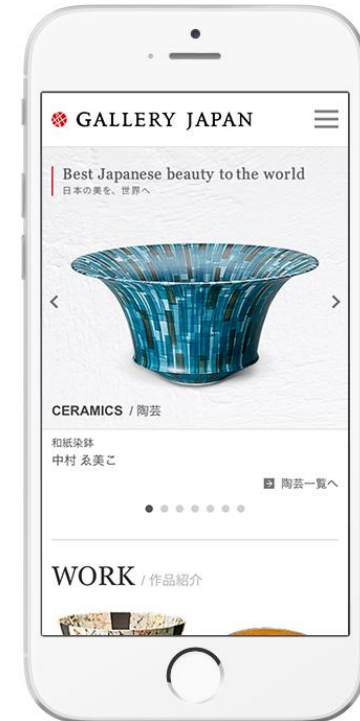 GALLERY JAPAN
Best Japanese beauty to the world
日本の美を、世界へ
CERAMICS / 陶芸
和紙染鉢
中村 ゑ美こ
陶芸一覧へ
WORK / 作品紹介